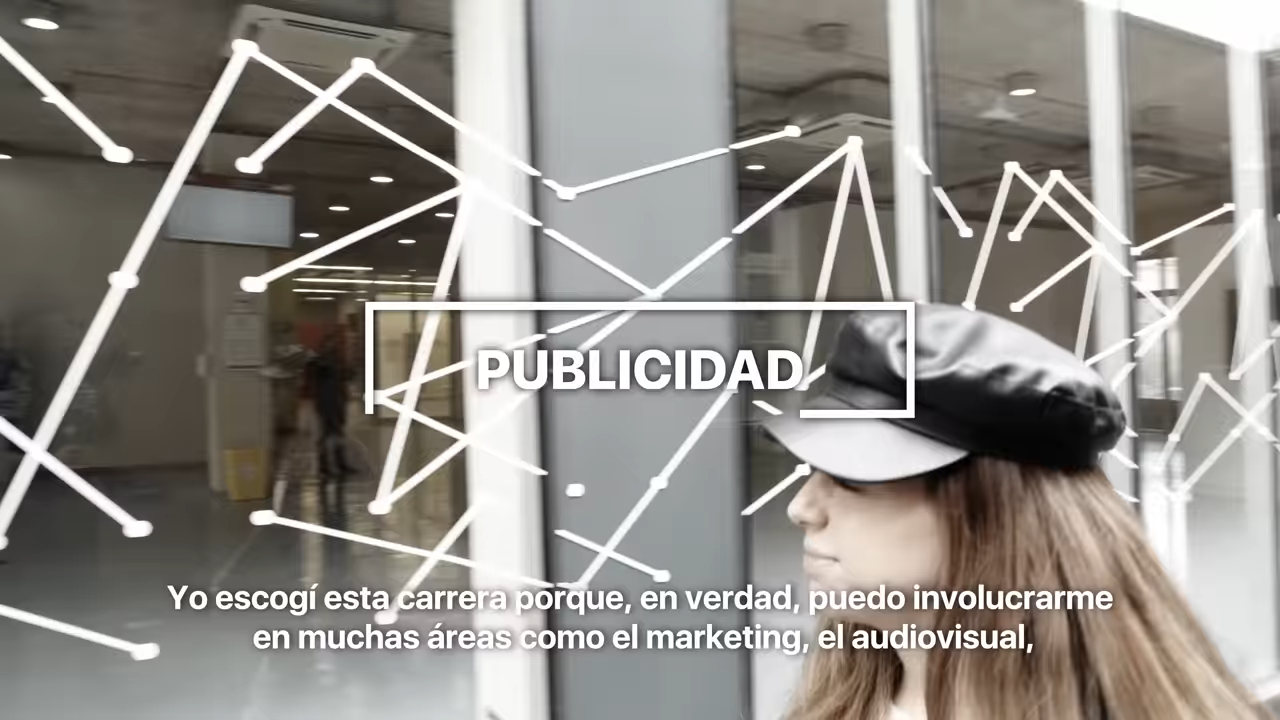 PUBLICIDAD
Yo escogí esta carrera porque, en verdad, puedo involucrarme
en muchas áreas como el marketing, el audiovisual,